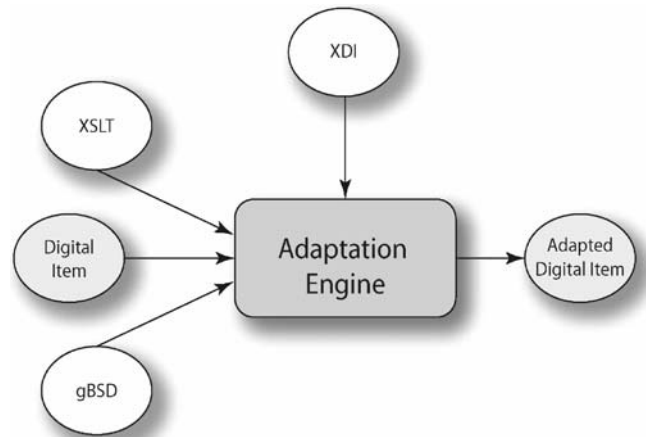 XDI
XSLT
Digital
Item
Adaptation
Engine
Adapted
Digital Item
gBSD